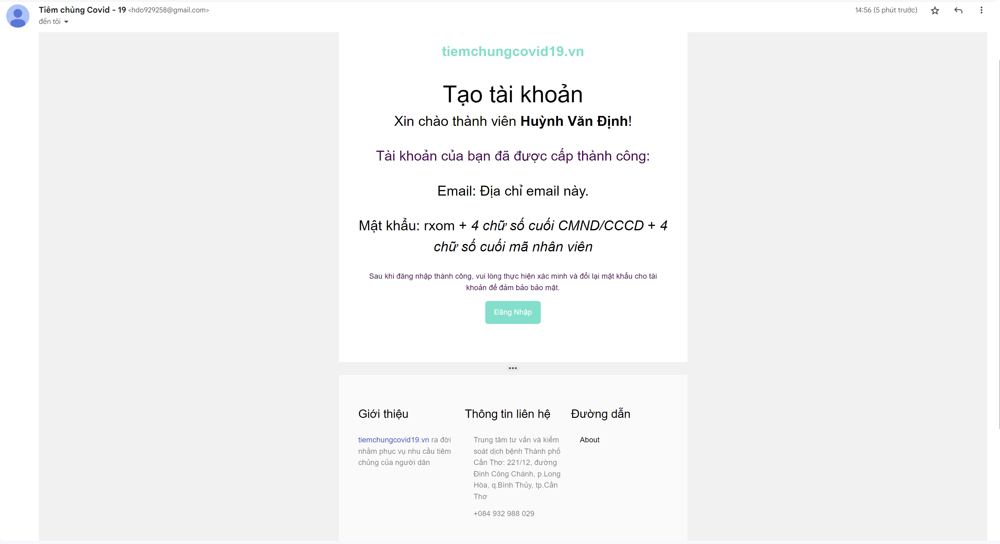 Tiêm chủng Covid - 19 <hdo929258@gmail.com>
14:56 (5 phút trước)
đến tôi
tiemchungcovid19.vn
Tạo tài khoản
Xin chào thành viên Huỳnh Văn Định!
Tài khoản của bạn đã được cấp thành công:
Email: Địa chỉ email này.
Mật khẩu: rxom + 4 chữ số cuối CMND/CCCD + 4
chữ số cuối mã nhân viên
Sau khi đăng nhập thành công, vui lòng thực hiện xác minh và đổi lại mật khẩu cho tài
khoản để đảm bảo bảo mật.
Đăng Nhập
Giới thiệu
tiemchungcovid19.vn ra đời
nhằm phục vụ nhu cầu tiêm
chủng của người dân
Thông tin liên hệ
Trung tâm tư vấn và kiểm
soát dịch bệnh Thành phố
Cần Thơ: 221/12, đường
Đinh Công Chánh, p.Long
Hòa, q.Bình Thủy, tp.Cần
Thơ
+084 932 988 029
Đường dẫn
About